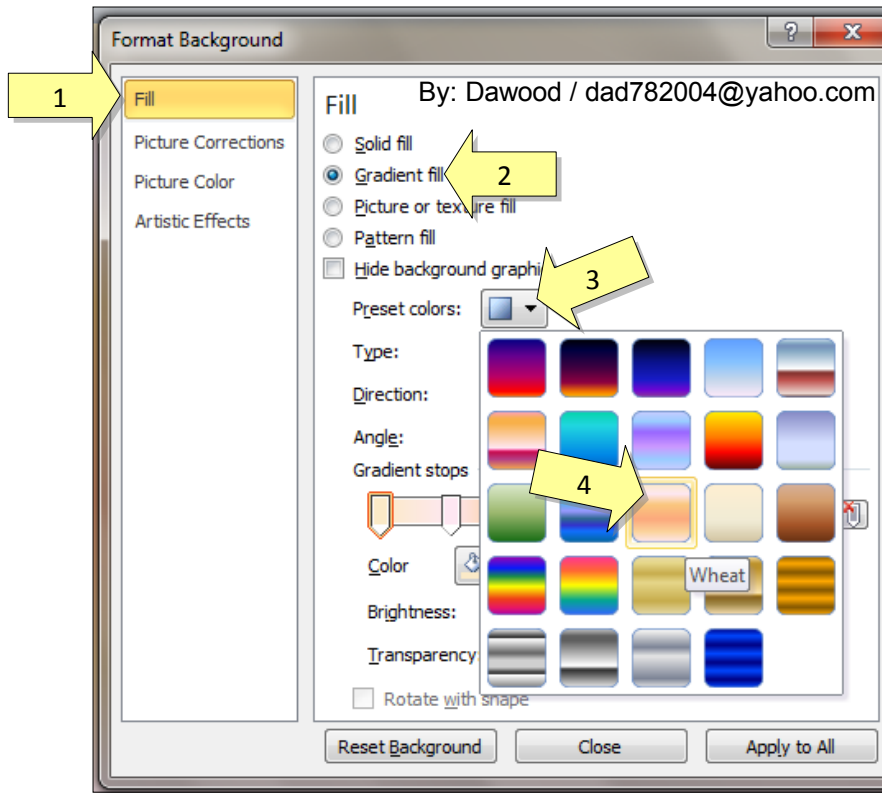 Format Background
?
X
1
Fill
Picture Corrections
Picture Color
Artistic Effects
Fill
By: Dawood / dad782004@yahoo.com
Solid fill
Gradient fill
2
Picture or texture fill
Pattern fill
Hide background graphi
3
Preset colors:
Type:
Direction:
Angle:
Gradient stops
4
Color
Wheat
Brightness:
Transparency:
Rotate with shape
Reset Background
Close
Apply to All